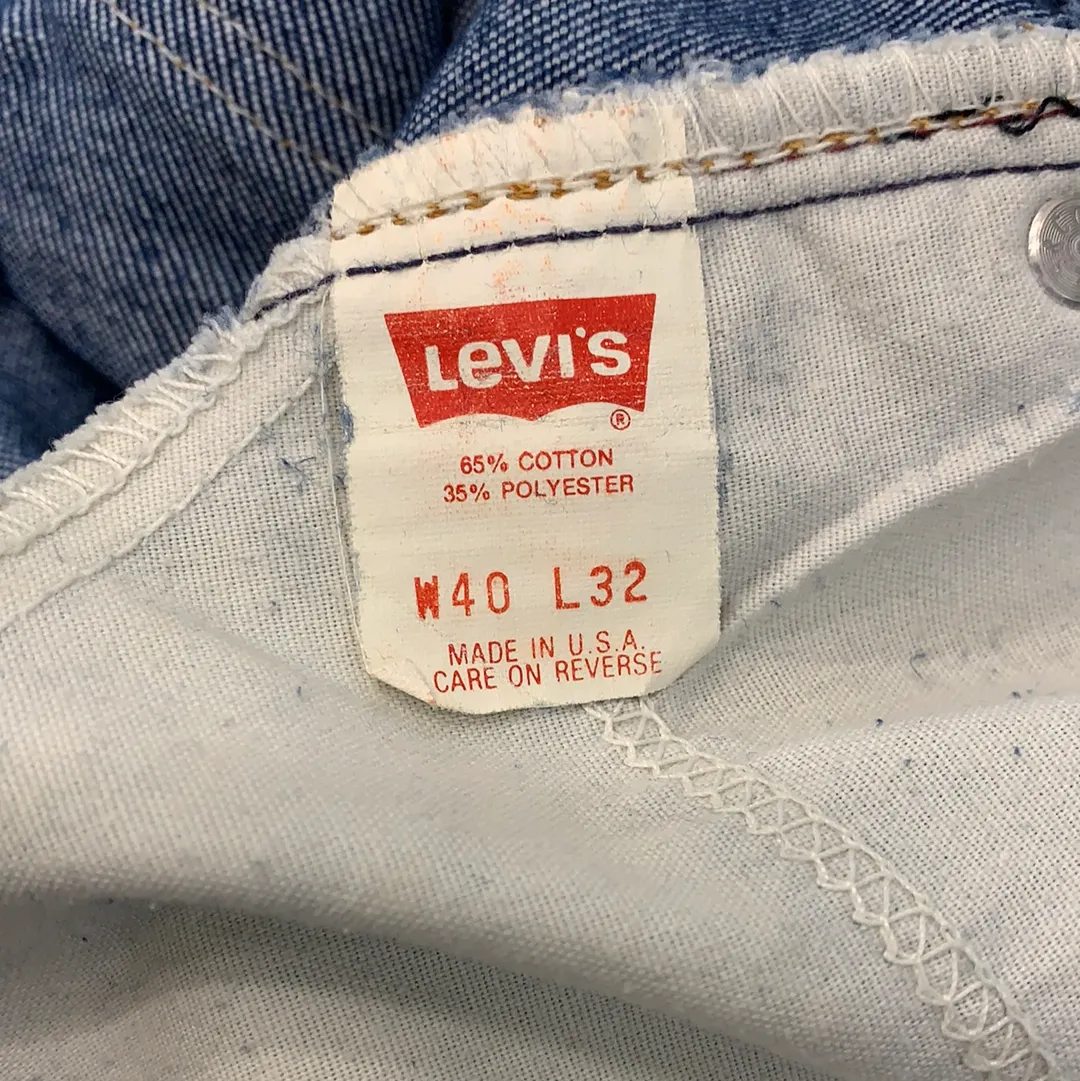 Levi's
®
65% COTTON
35% POLYESTER
W40 L32
MADE IN U.S.A.
CARE ON REVERSE